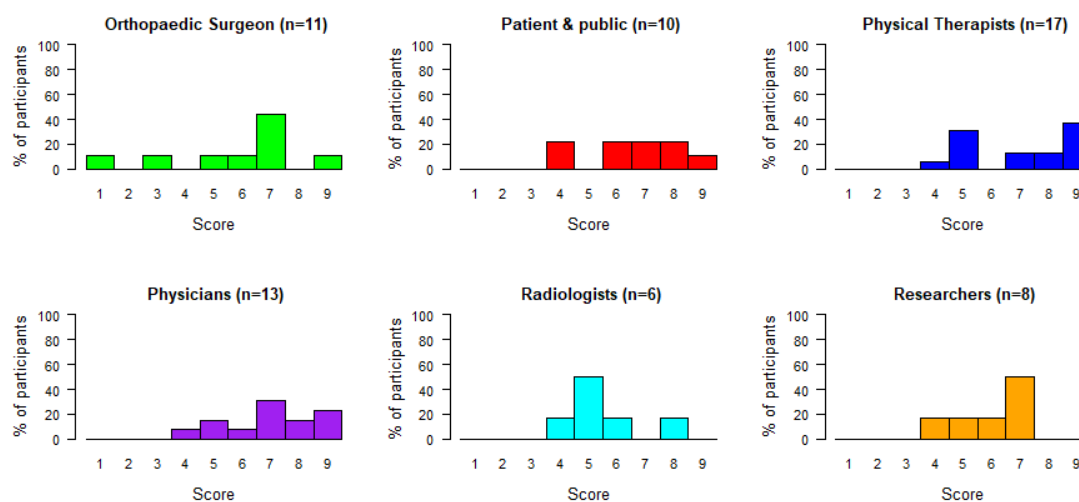 Orthopaedic Surgeon (n=11)
% of participants
100
80
60
40
20
0
1 2 3 4 5 6 7 8 9
Score
Patient & public (n=10)
% of participants
100
80
60
40
20
0
1 2 3 4 5 6 7 8 9
Score
Physical Therapists (n=17)
% of participants
100
80
60
40
20
0
1 2 3 4 5 6 7 8 9
Score
Physicians (n=13)
% of participants
100
80
60
40
20
0
1 2 3 4 5 6 7 8 9
Score
Radiologists (n=6)
% of participants
100
80
60
40
20
0
1 2 3 4 5 6 7 8 9
Score
Researchers (n=8)
% of participants
100
80
60
40
20
0
1 2 3 4 5 6 7 8 9
Score